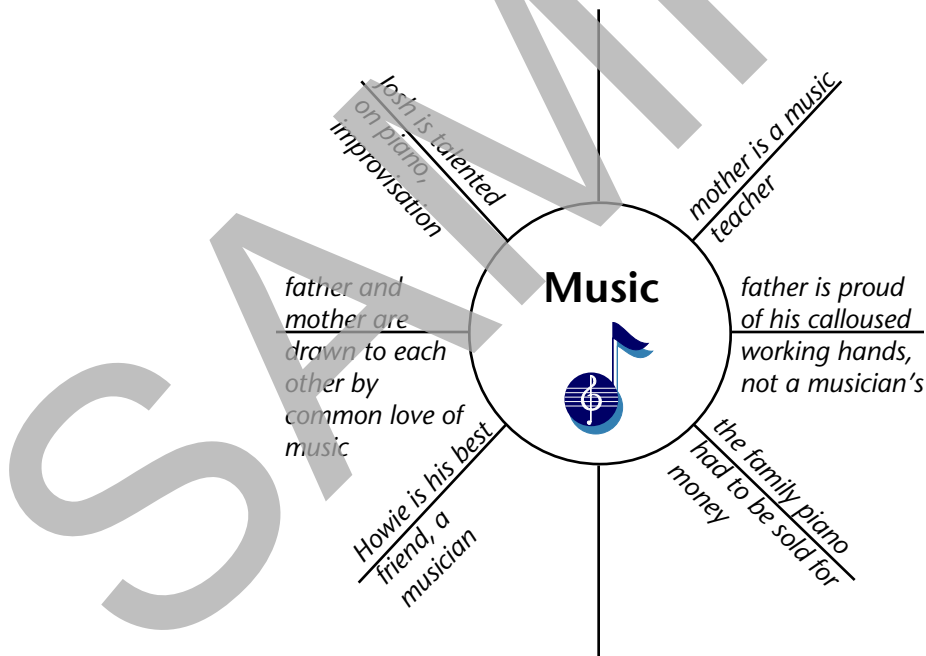 SAM
Josh is talented
on piano,
improvisation
mother is a music
teacher
Music
father and
mother are
drawn to each
other by
common love of
music
father is proud
of his calloused
working hands,
not a musician's
Howie is his best
friend, a
musician
the family piano
had to be sold for
money